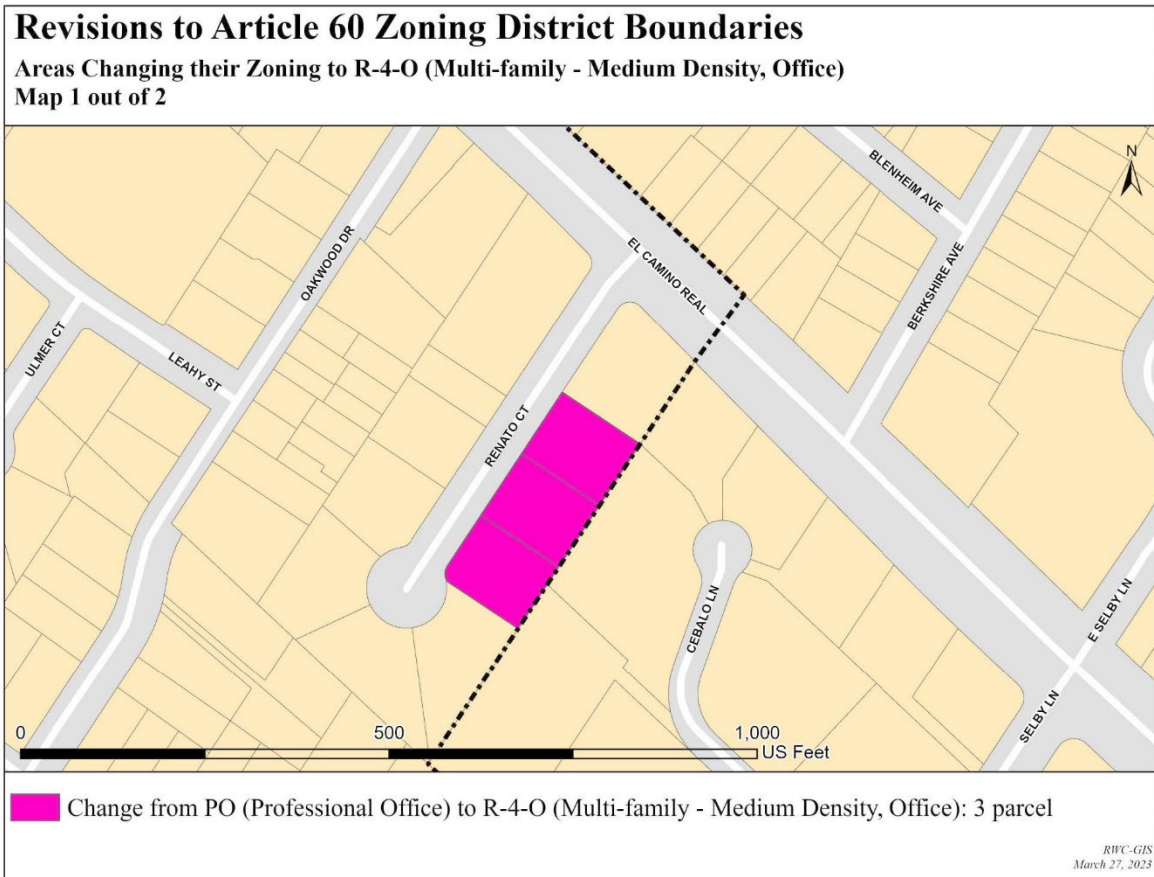 Revisions to Article 60 Zoning District Boundaries
Areas Changing their Zoning to R-4-O (Multi-family - Medium Density, Office)
Map 1 out of 2
N
BLENHEIM AVE
OAKWOOD DR
EL CAMINO REAL
BERKSHIRE AVE
ULMER CT
LEAHY ST
RENATO CT
CEBALO LN
E SELBY LN
SELBY LN
0 500 1,000
US Feet
Change from PO (Professional Office) to R-4-O (Multi-family - Medium Density, Office): 3 parcel
RWC-GIS
March 27, 2023